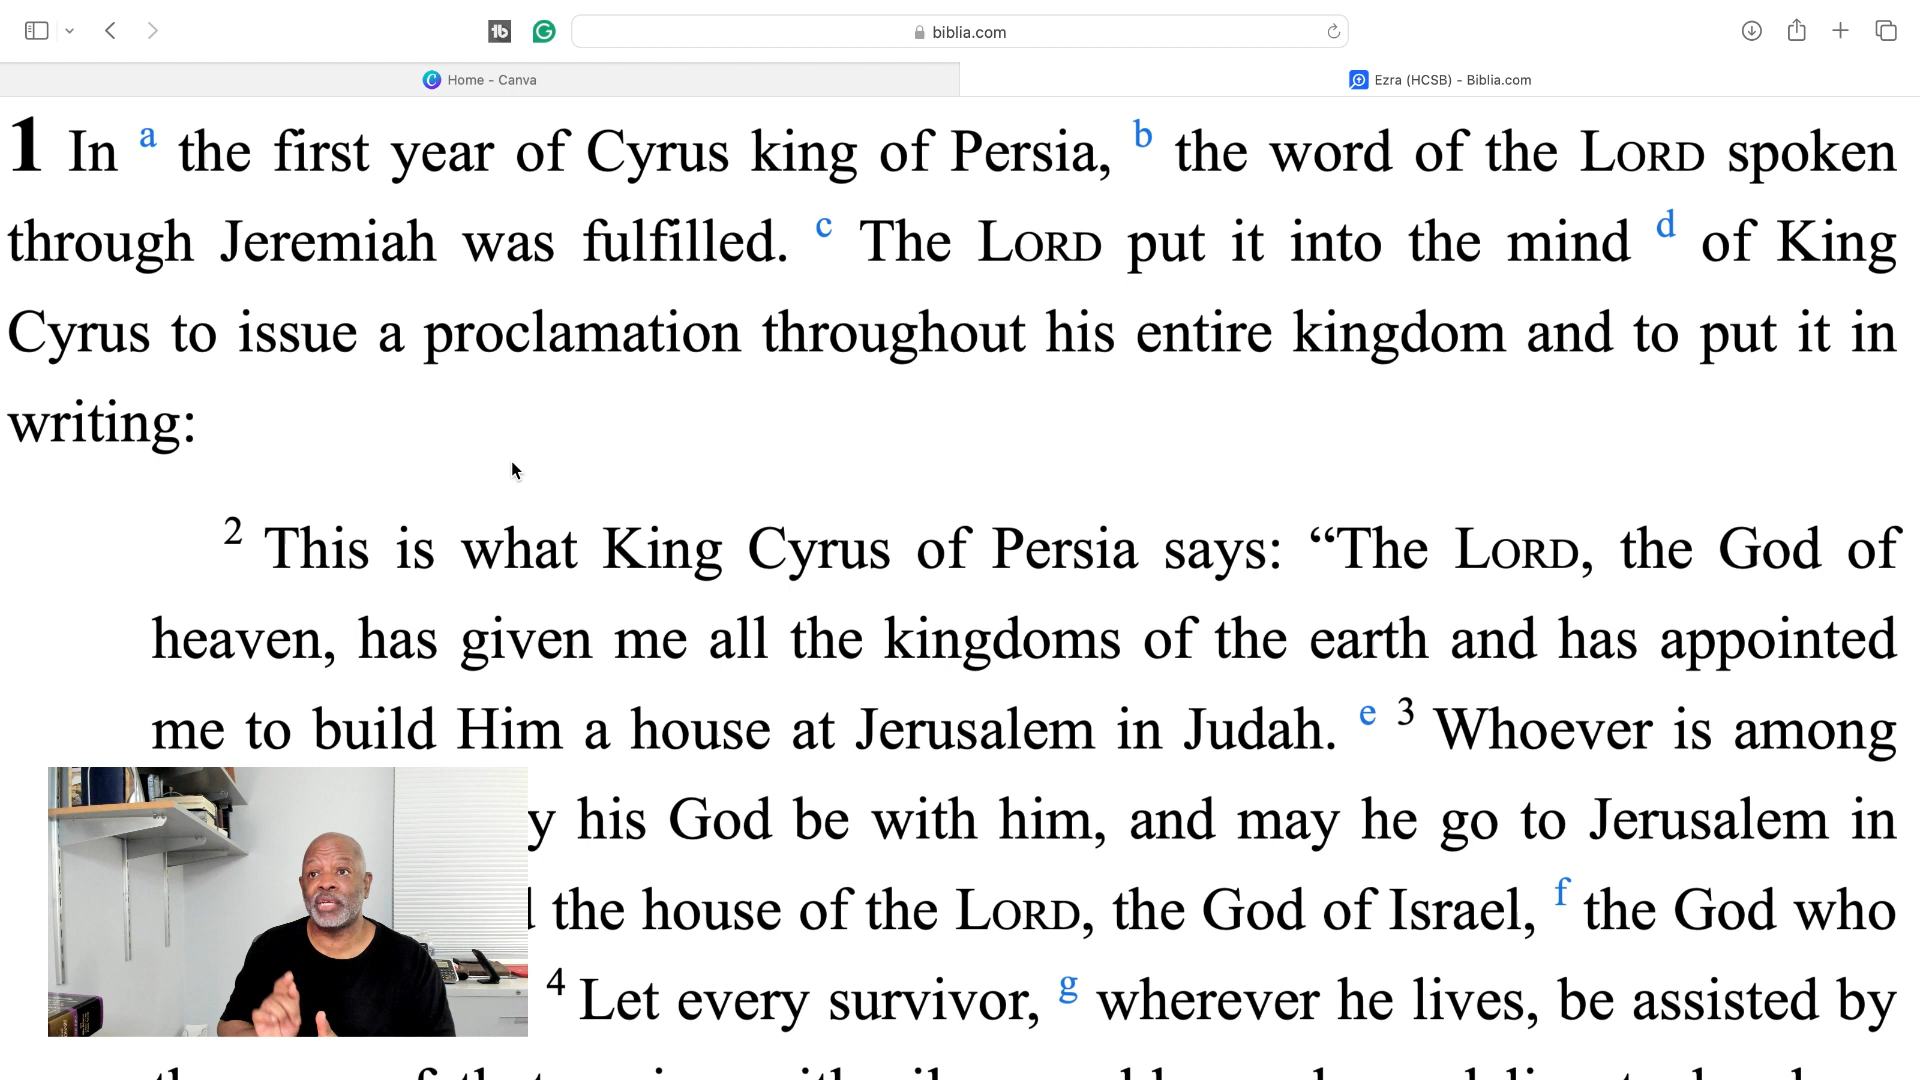 biblia.com
Home - Canva
Ezra (HCSB) - Biblia.com
1 In a the first year of Cyrus king of Persia, b the word of the LORD spoken
through Jeremiah was fulfilled. c The LORD put it into the mind d of King
Cyrus to issue a proclamation throughout his entire kingdom and to put it in
writing:
2 This is what King Cyrus of Persia says: “The LORD, the God of
heaven, has given me all the kingdoms of the earth and has appointed
me to build Him a house at Jerusalem in Judah. e 3 Whoever is among
y his God be with him, and may he go to Jerusalem in
the house of the LORD, the God of Israel, f the God who
4 Let every survivor, g wherever he lives, be assisted by